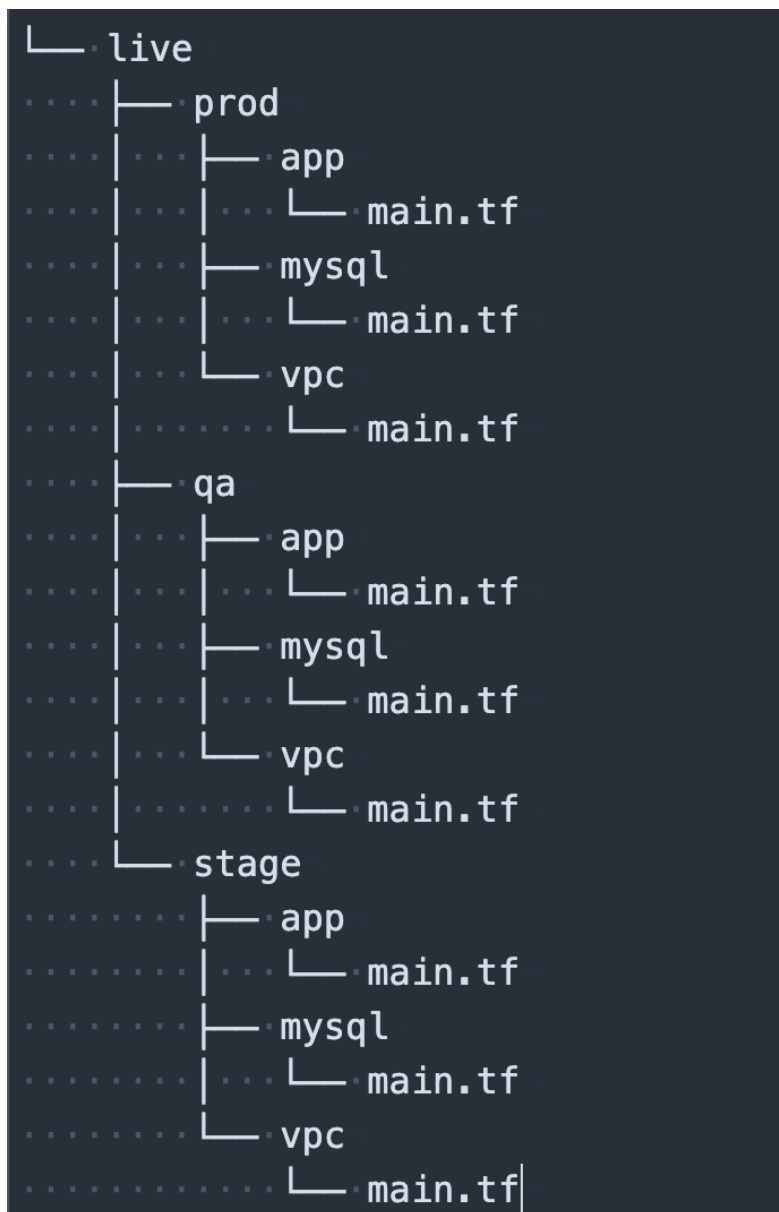 └── live
    ├── prod
    │   ├── app
    │   │   └── main.tf
    │   ├── mysql
    │   │   └── main.tf
    │   └── vpc
    │       └── main.tf
    ├── qa
    │   ├── app
    │   │   └── main.tf
    │   ├── mysql
    │   │   └── main.tf
    │   └── vpc
    │       └── main.tf
    └── stage
        ├── app
        │   └── main.tf
        ├── mysql
        │   └── main.tf
        └── vpc
            └── main.tf